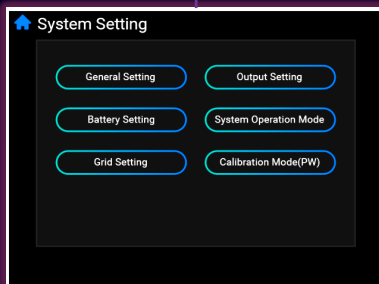 System Setting
General Setting
Output Setting
Battery Setting
System Operation Mode
Grid Setting
Calibration Mode(PW)